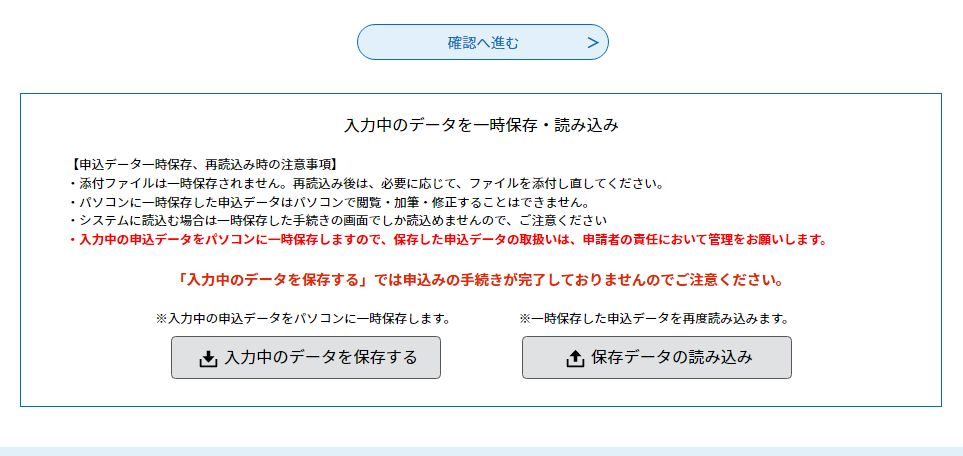 確認へ進む
入力中のデータを一時保存・読み込み
【申込データ一時保存、再読込み時の注意事項】
・添付ファイルは一時保存されません。再読込み後は、必要に応じて、ファイルを添付し直してください。
・パソコンに一時保存した申込データはパソコンで閲覧・加筆・修正することはできません。
・システムに読込む場合は一時保存した手続きの画面でしか読込めませんので、ご注意ください
・入力中の申込データをパソコンに一時保存しますので、保存した申込データの取扱いは、申請者の責任において管理をお願いします。
「入力中のデータを保存する」では申込みの手続きが完了しておりませんのでご注意ください。
※入力中の申込データをパソコンに一時保存します。
※一時保存した申込データを再度読み込みます。
入力中のデータを保存する
保存データの読み込み